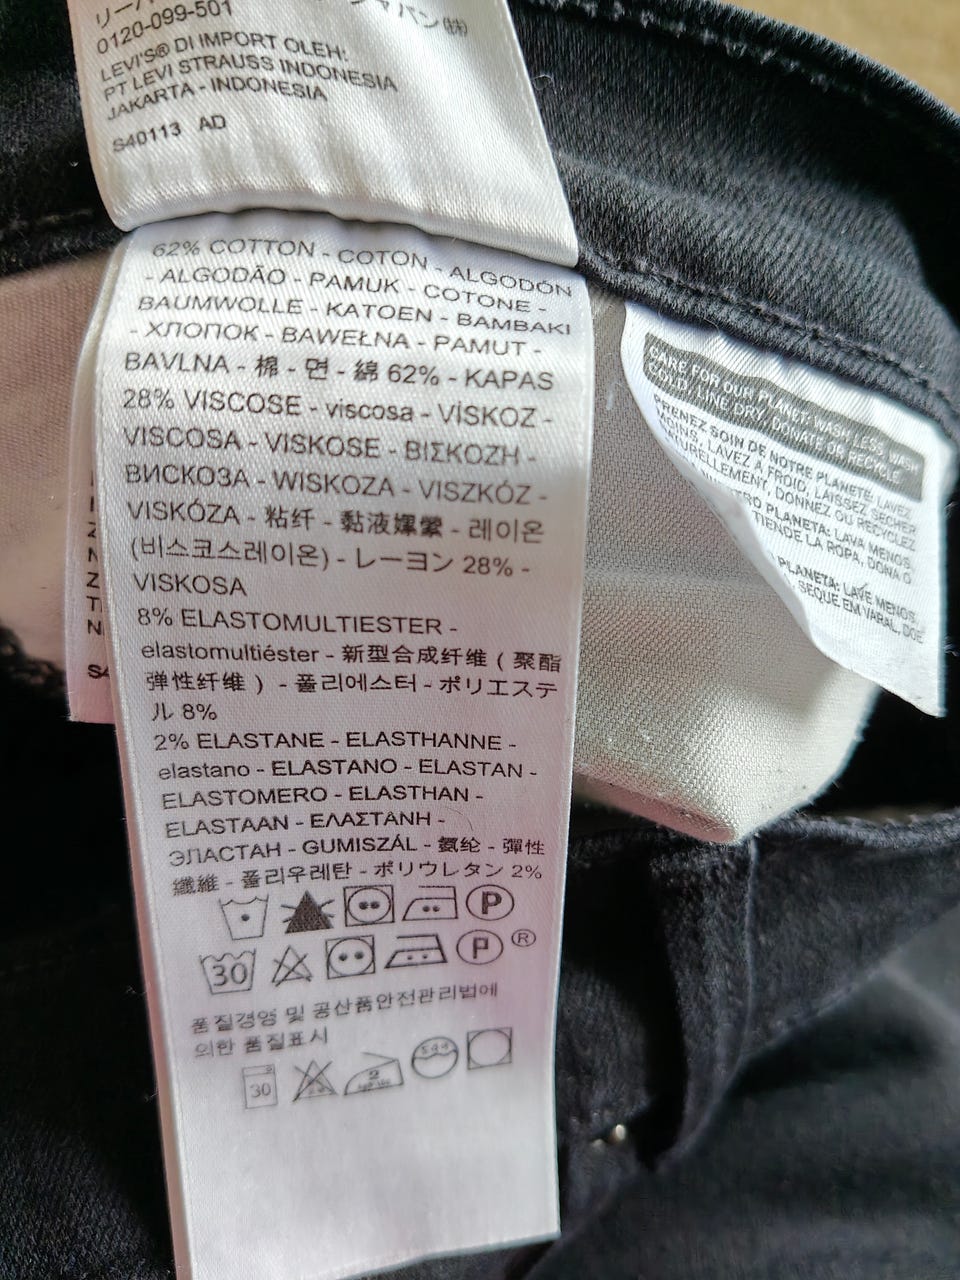 0120-099-501
LEVI'S® DI IMPORT OLEH:
PT LEVI STRAUSS INDONESIA
JAKARTA - INDONESIA
S40113 AD
62% COTTON - COTON - ALGODÓN
- ALGODÃO - PAMUK - COTONE -
BAUMWOLLE - KATOEN - BAMBAKI
- ХЛОПОК - BAWEŁNA - PAMUT -
BAVLNA - 棉 - 면 - 綿 62% - KAPAS
28% VISCOSE - viscosa - VİSKOZ -
VISCOSA - VISKOSE - ΒΙΣΚΟΖΗ -
ВИСКОЗА - WISKOZA - VISZKÓZ -
VISKÓZA - 粘纤 - 黏液嫘縈 - 레이온
(비스코스레이온) - レーヨン 28% -
VISKOSA
8% ELASTOMULTIESTER -
elastomultiéster - 新型合成纤维 ( 聚酯
弹性纤维 ) - 폴리에스터 - ポリエステ
ル 8%
2% ELASTANE - ELASTHANNE -
elastano - ELASTANO - ELASTAN -
ELASTOMERO - ELASTHAN -
ELASTAAN - ΕΛΑΣΤΑΝΗ -
ЭЛАСТАН - GUMISZÁL - 氨纶 - 彈性
纖維 - 폴리우레탄 - ポリウレタン 2%
P
30 P ®
품질경영 및 공산품안전관리법에
의한 품질표시
30 2
CARE FOR OUR PLANET: WASH LESS, WASH
COLD, LINE DRY, DONATE OR RECYCLE
PRENEZ SOIN DE NOTRE PLANETE: LAVEZ
MOINS, LAVEZ À FROID, LAISSEZ SÉCHER
DONNEZ OU RECYCLEZ
PLANETA: LAVA MENOS,
TIENDE LA ROPA, DONA O
PLANETA: LAVE MENOS,
SEQUE EM VARAL, DOE